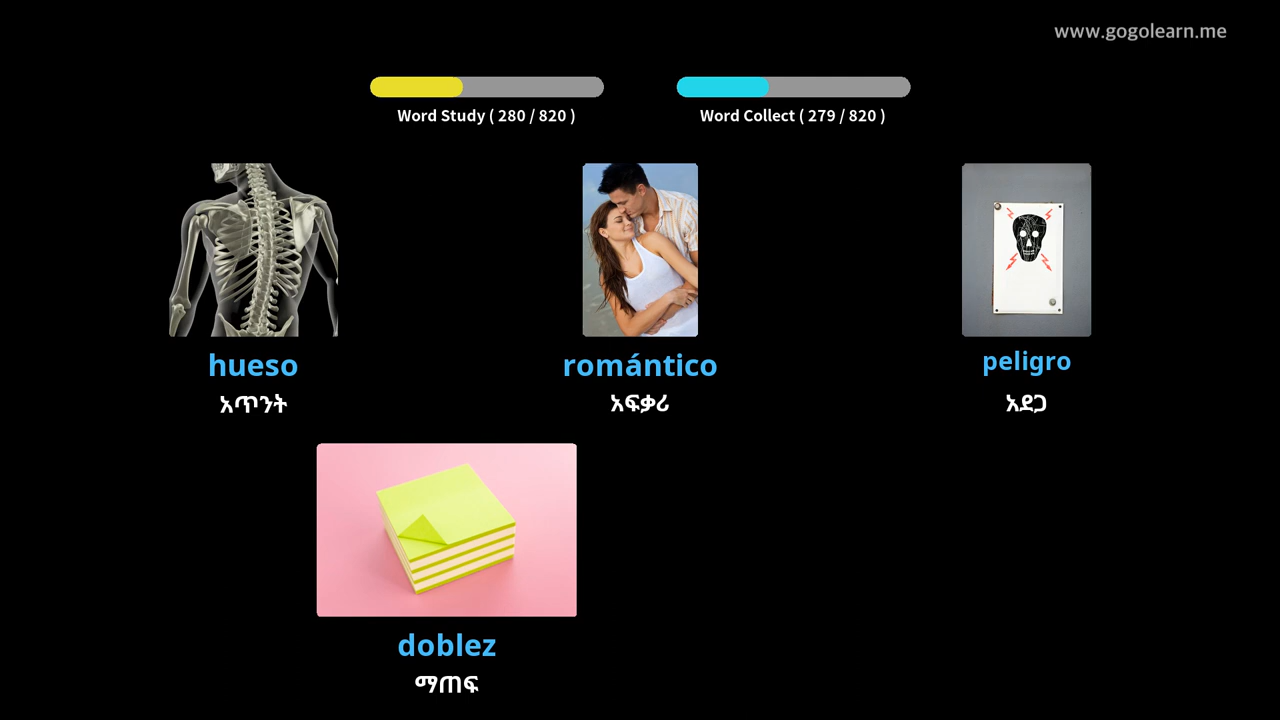 www.gogolearn.me
Word Study ( 280 / 820 )
Word Collect ( 279 / 820 )
hueso
አጥንት
romántico
አፍቃሪ
peligro
አደጋ
doblez
ማጠፍ